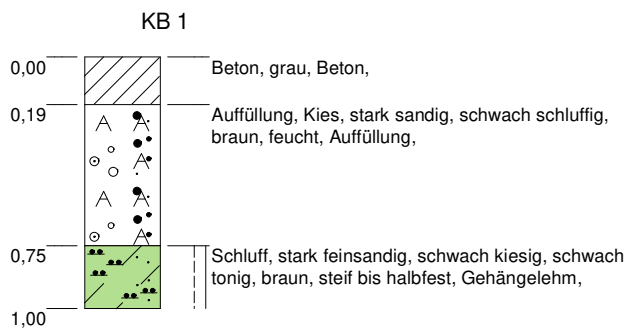 KB 1
0,00
Beton, grau, Beton,
0,19
Auffüllung, Kies, stark sandig, schwach schluffig,
braun, feucht, Auffüllung,
0,75
Schluff, stark feinsandig, schwach kiesig, schwach
tonig, braun, steif bis halbfest, Gehängelehm,
1,00